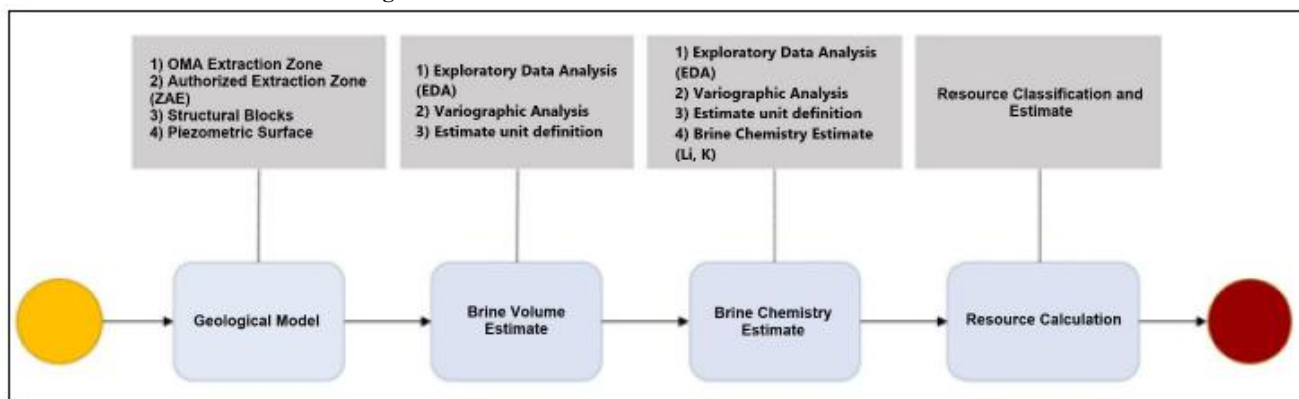 1) OMA Extraction Zone
2) Authorized Extraction Zone
(ZAE)
3) Structural Blocks
4) Piezometric Surface
1) Exploratory Data Analysis
(EDA)
2) Variographic Analysis
3) Estimate unit definition
1) Exploratory Data Analysis
(EDA)
2) Variographic Analysis
3) Estimate unit definition
4) Brine Chemistry Estimate
(Li, K)
Resource Classification and
Estimate
Geological Model
Brine Volume
Estimate
Brine Chemistry
Estimate
Resource Calculation